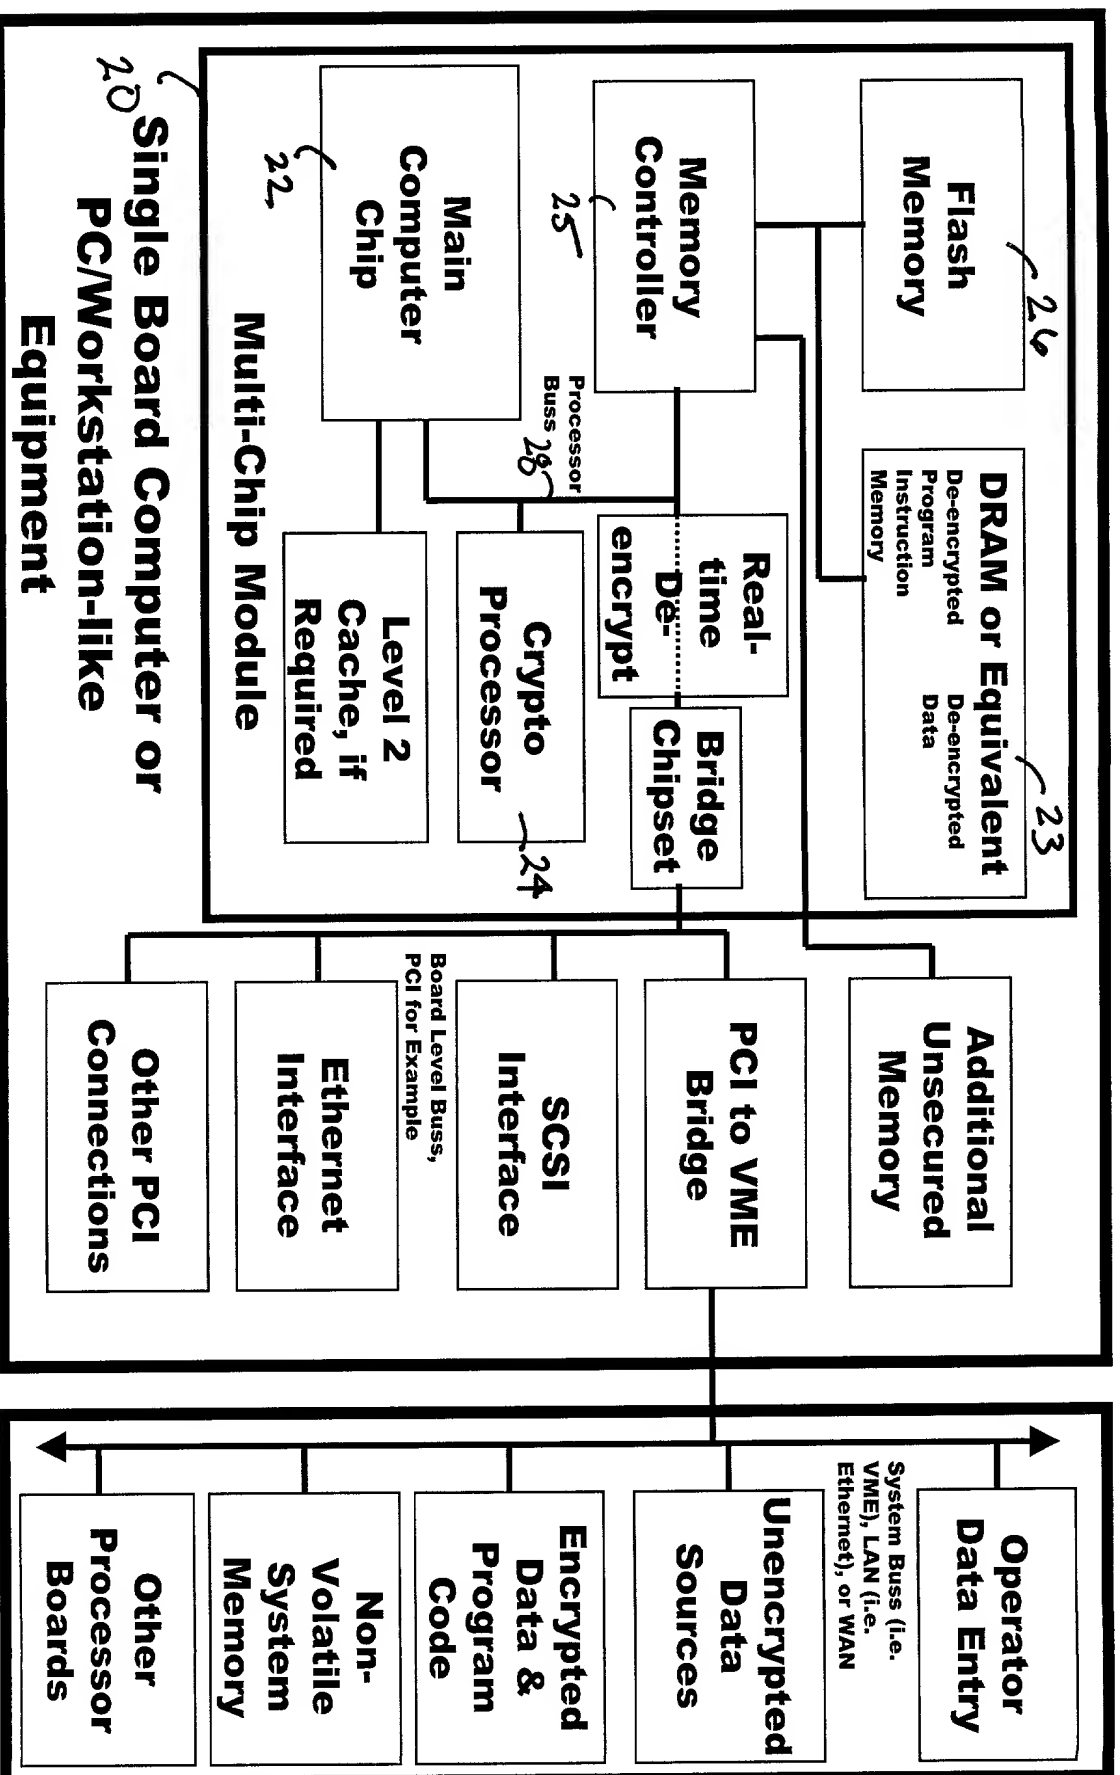 Flash
Memory
26
DRAM or Equivalent
De-encrypted
Program
Instruction
Memory
De-encrypted
Data
23
Additional
Unsecured
Memory
Operator
Data Entry
System Buss (i.e.
VME), LAN (i.e.
Ethernet), or WAN
Memory
Controller
25
Real-
time
De-
encrypt
Bridge
Chipset
PCI to VME
Bridge
Unencrypted
Data
Sources
Processor
Buss
28
Crypto
Processor
24
SCSI
Interface
Encrypted
Data &
Program
Code
Main
Computer
Chip
22
Level 2
Cache, if
Required
Board Level Buss,
PCI for Example
Ethernet
Interface
Non-
Volatile
System
Memory
Multi-Chip Module
Other PCI
Connections
Other
Processor
Boards
20
Single Board Computer or
PC/Workstation-like
Equipment